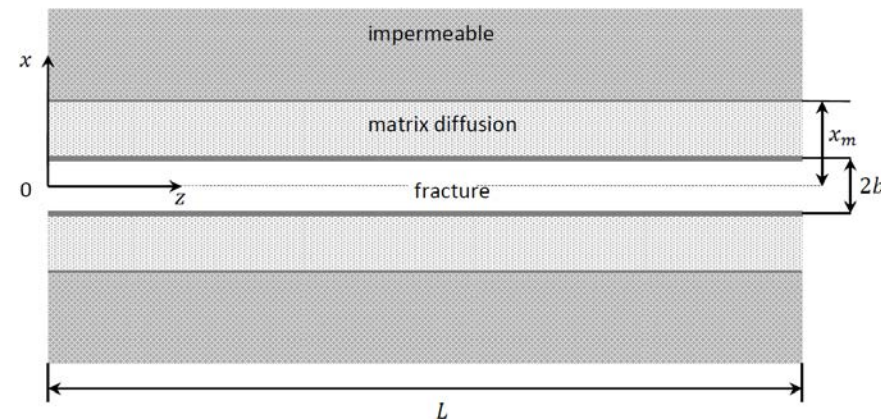 impermeable
x
matrix diffusion
x_m
0
z
fracture
2b
L